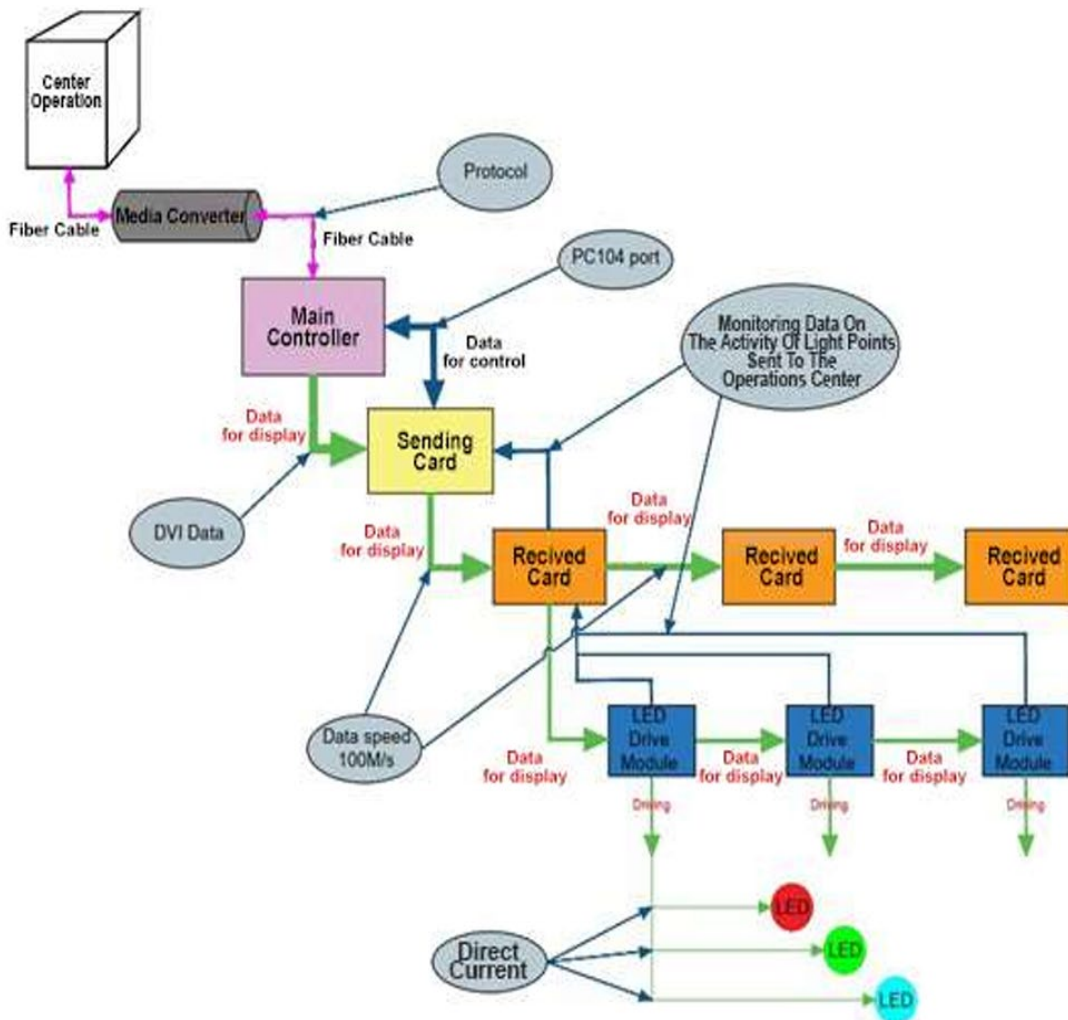 Center
Operation
Protocol
Media Converter
Fiber Cable
Fiber Cable
PC104 port
Main
Controller
Data
for control
Monitoring Data On
The Activity Of Light Points
Sent To The
Operations Center
Data
for display
Sending
Card
DVI Data
Data
for display
Data
for display
Data
for display
Recived
Card
Recived
Card
Recived
Card
Data speed
100M/s
LED
Drive
Module
LED
Drive
Module
LED
Drive
Module
Data
for display
Data
for display
Data
for display
Driving
Driving
Driving
LED
LED
LED
Direct
Current